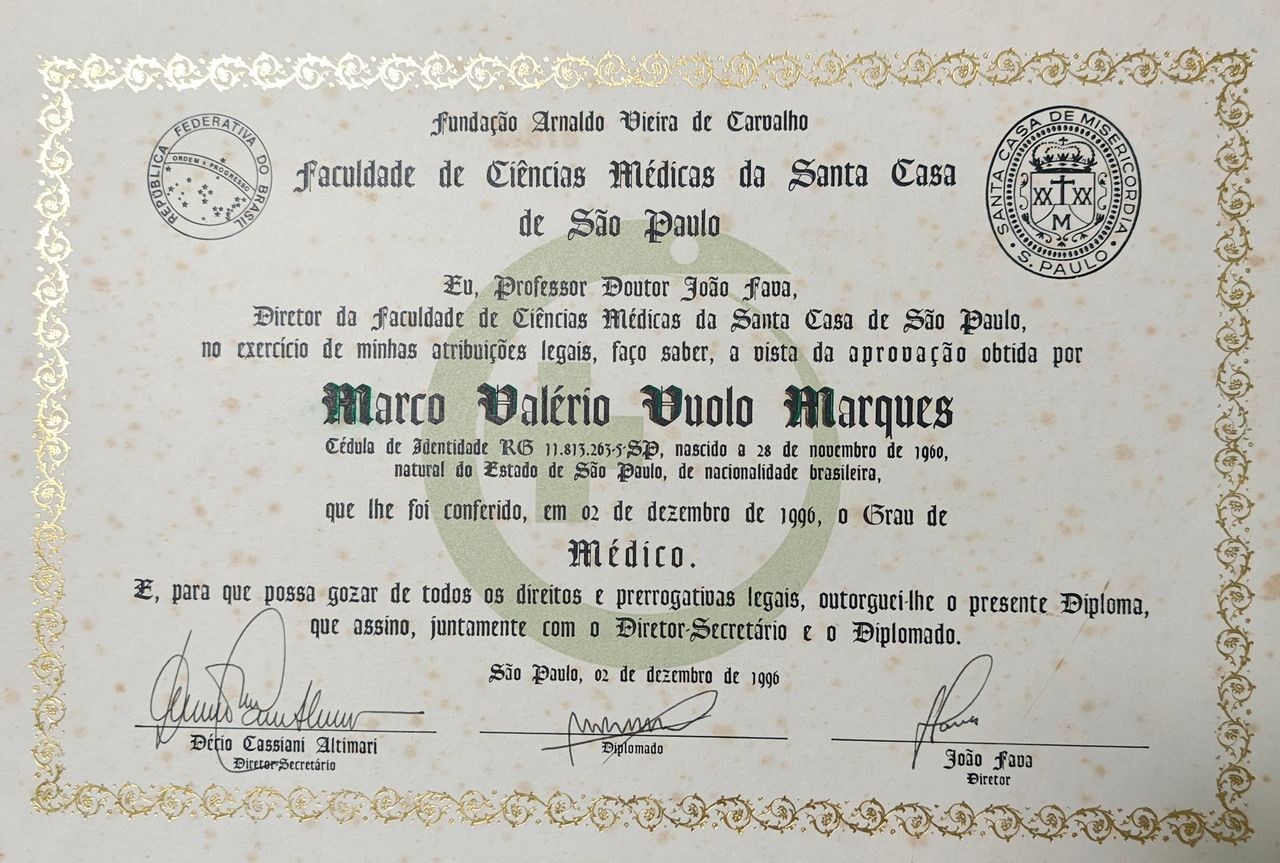 Fundação Arnaldo Vieira de Carvalho
Faculdade de Ciências Médicas da Santa Casa
de São Paulo
REPÚBLICA FEDERATIVA DO BRASIL
ORDEM E PROGRESSO
SANTA CASA DE MISERICORDIA
XX XX
M
S. PAULO
Eu, Professor Doutor João Fava,
Diretor da Faculdade de Ciências Médicas da Santa Casa de São Paulo,
no exercício de minhas atribuições legais, faço saber, a vista da aprovação obtida por
Marco Valério Vuolo Marques
Cédula de Identidade RG 11.813.263-5-SP, nascido a 28 de novembro de 1960,
natural do Estado de São Paulo, de nacionalidade brasileira,
que lhe foi conferido, em 02 de dezembro de 1996, o Grau de
Médico.
E, para que possa gozar de todos os direitos e prerrogativas legais, outorguei-lhe o presente Diploma,
que assino, juntamente com o Diretor-Secretário e o Diplomado.
São Paulo, 02 de dezembro de 1996
Décio Cassiani Altimari
Diretor-Secretário
Diplomado
João Fava
Diretor